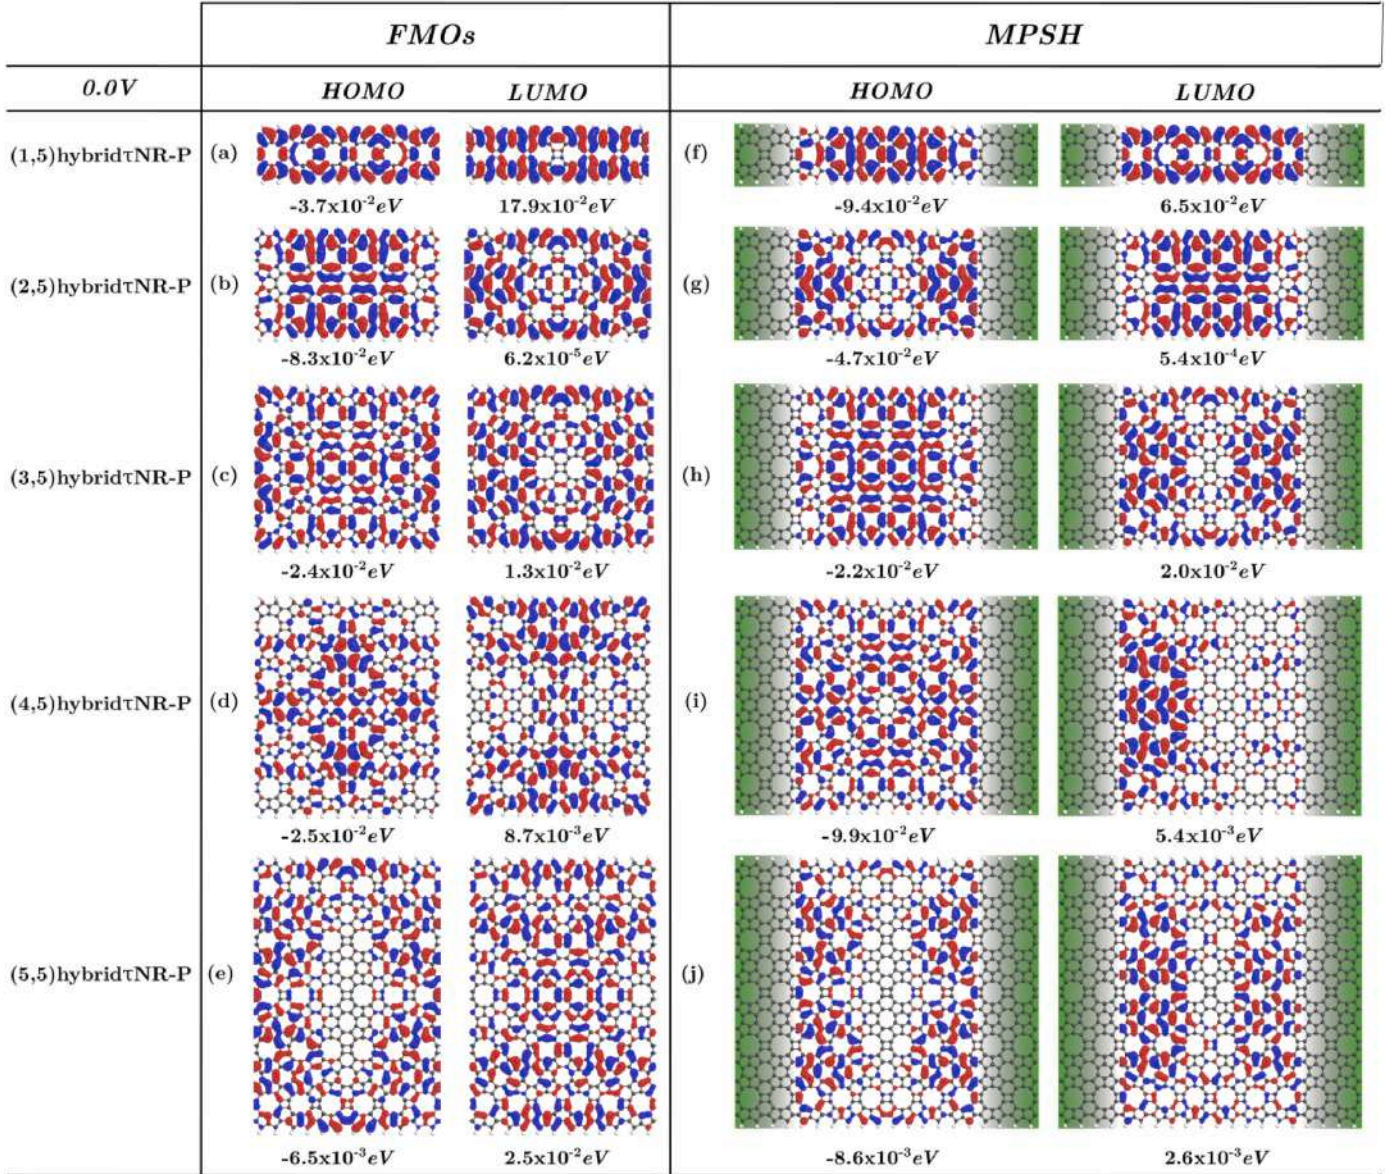 FMOs MPSH
0.0V HOMO LUMO HOMO LUMO
(1,5)hybridτNR-P (a) (f)
-3.7x10⁻²eV 17.9x10⁻²eV -9.4x10⁻²eV 6.5x10⁻²eV
(2,5)hybridτNR-P (b) (g)
-8.3x10⁻²eV 6.2x10⁻⁵eV -4.7x10⁻²eV 5.4x10⁻⁴eV
(3,5)hybridτNR-P (c) (h)
-2.4x10⁻²eV 1.3x10⁻²eV -2.2x10⁻²eV 2.0x10⁻²eV
(4,5)hybridτNR-P (d) (i)
-2.5x10⁻²eV 8.7x10⁻³eV -9.9x10⁻²eV 5.4x10⁻³eV
(5,5)hybridτNR-P (e) (j)
-6.5x10⁻³eV 2.5x10⁻²eV -8.6x10⁻³eV 2.6x10⁻³eV